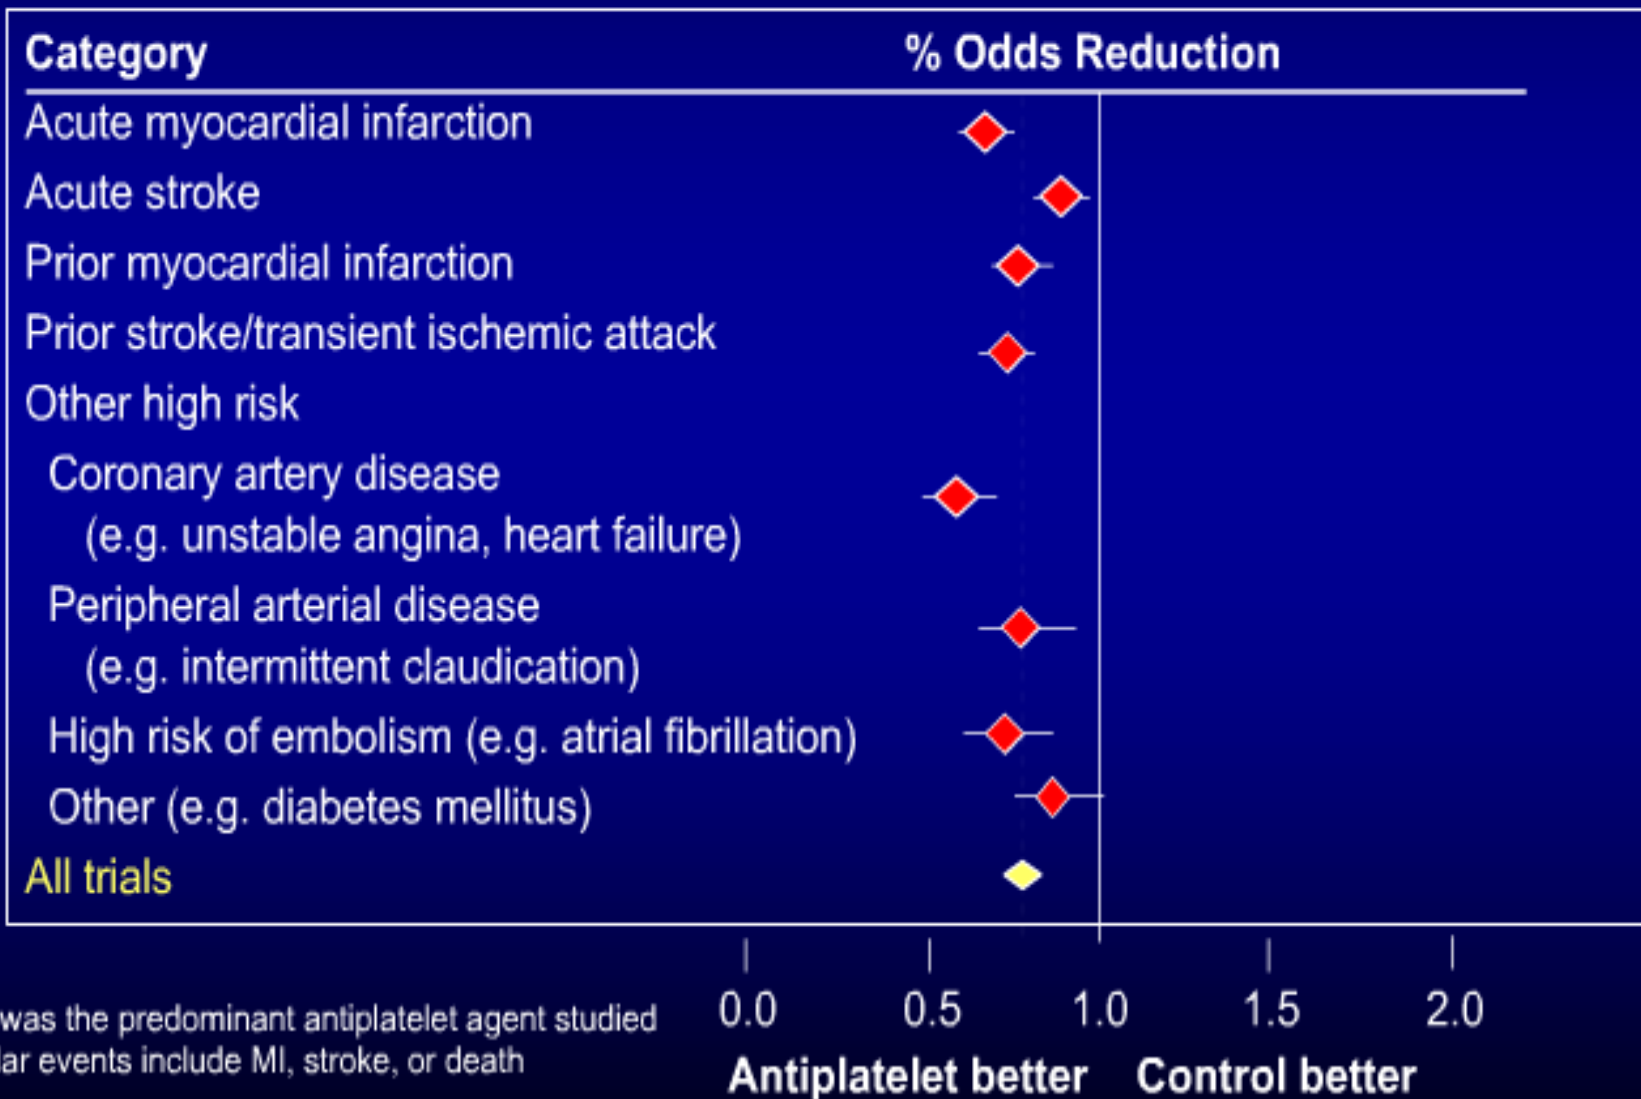 Category % Odds Reduction
Acute myocardial infarction
Acute stroke
Prior myocardial infarction
Prior stroke/transient ischemic attack
Other high risk
Coronary artery disease
(e.g. unstable angina, heart failure)
Peripheral arterial disease
(e.g. intermittent claudication)
High risk of embolism (e.g. atrial fibrillation)
Other (e.g. diabetes mellitus)
All trials
0.0 0.5 1.0 1.5 2.0
was the predominant antiplatelet agent studied
lar events include MI, stroke, or death
Antiplatelet better Control better